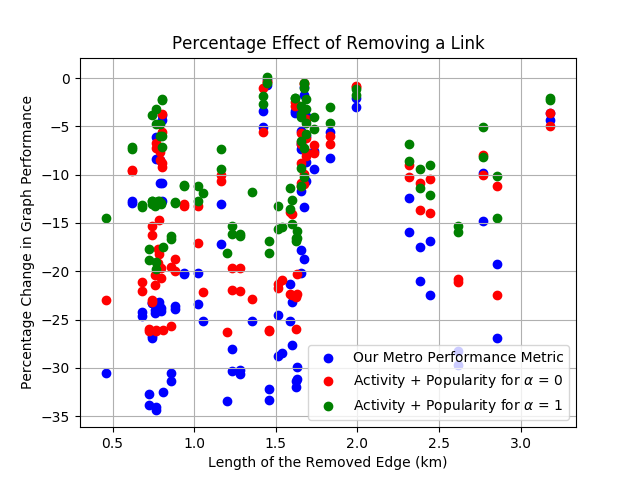 Percentage Effect of Removing a Link
Percentage Change in Graph Performance
0
−5
−10
−15
−20
−25
−30
−35
Our Metro Performance Metric
Activity + Popularity for α = 0
Activity + Popularity for α = 1
0.5 1.0 1.5 2.0 2.5 3.0
Length of the Removed Edge (km)